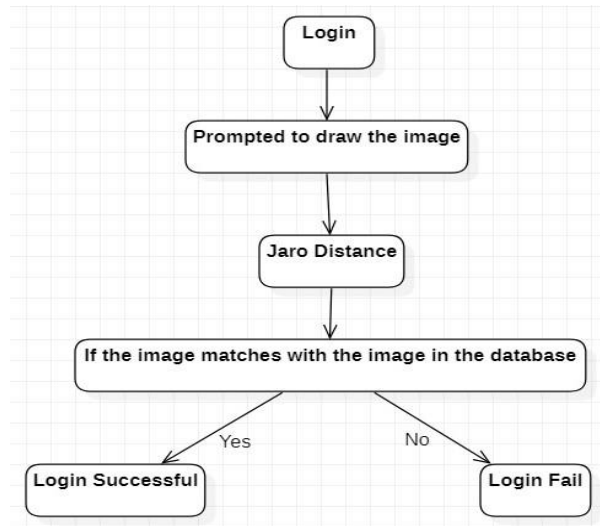 Login
Prompted to draw the image
Jaro Distance
If the image matches with the image in the database
Yes
No
Login Successful
Login Fail